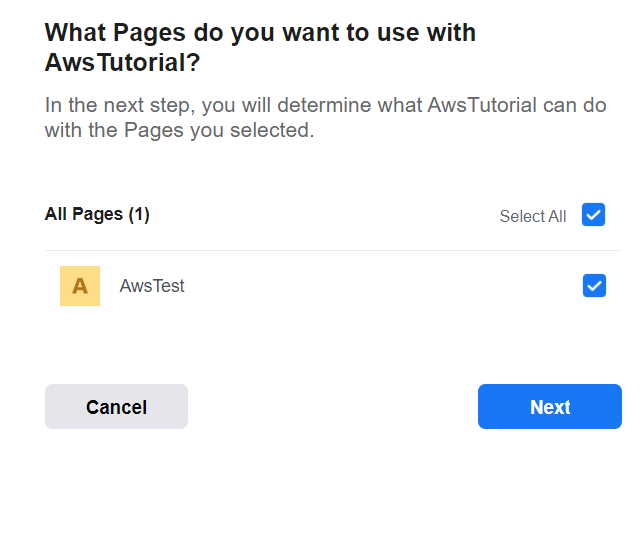 What Pages do you want to use with
AwsTutorial?
In the next step, you will determine what AwsTutorial can do
with the Pages you selected.
All Pages (1)
Select All
A
AwsTest
Cancel
Next